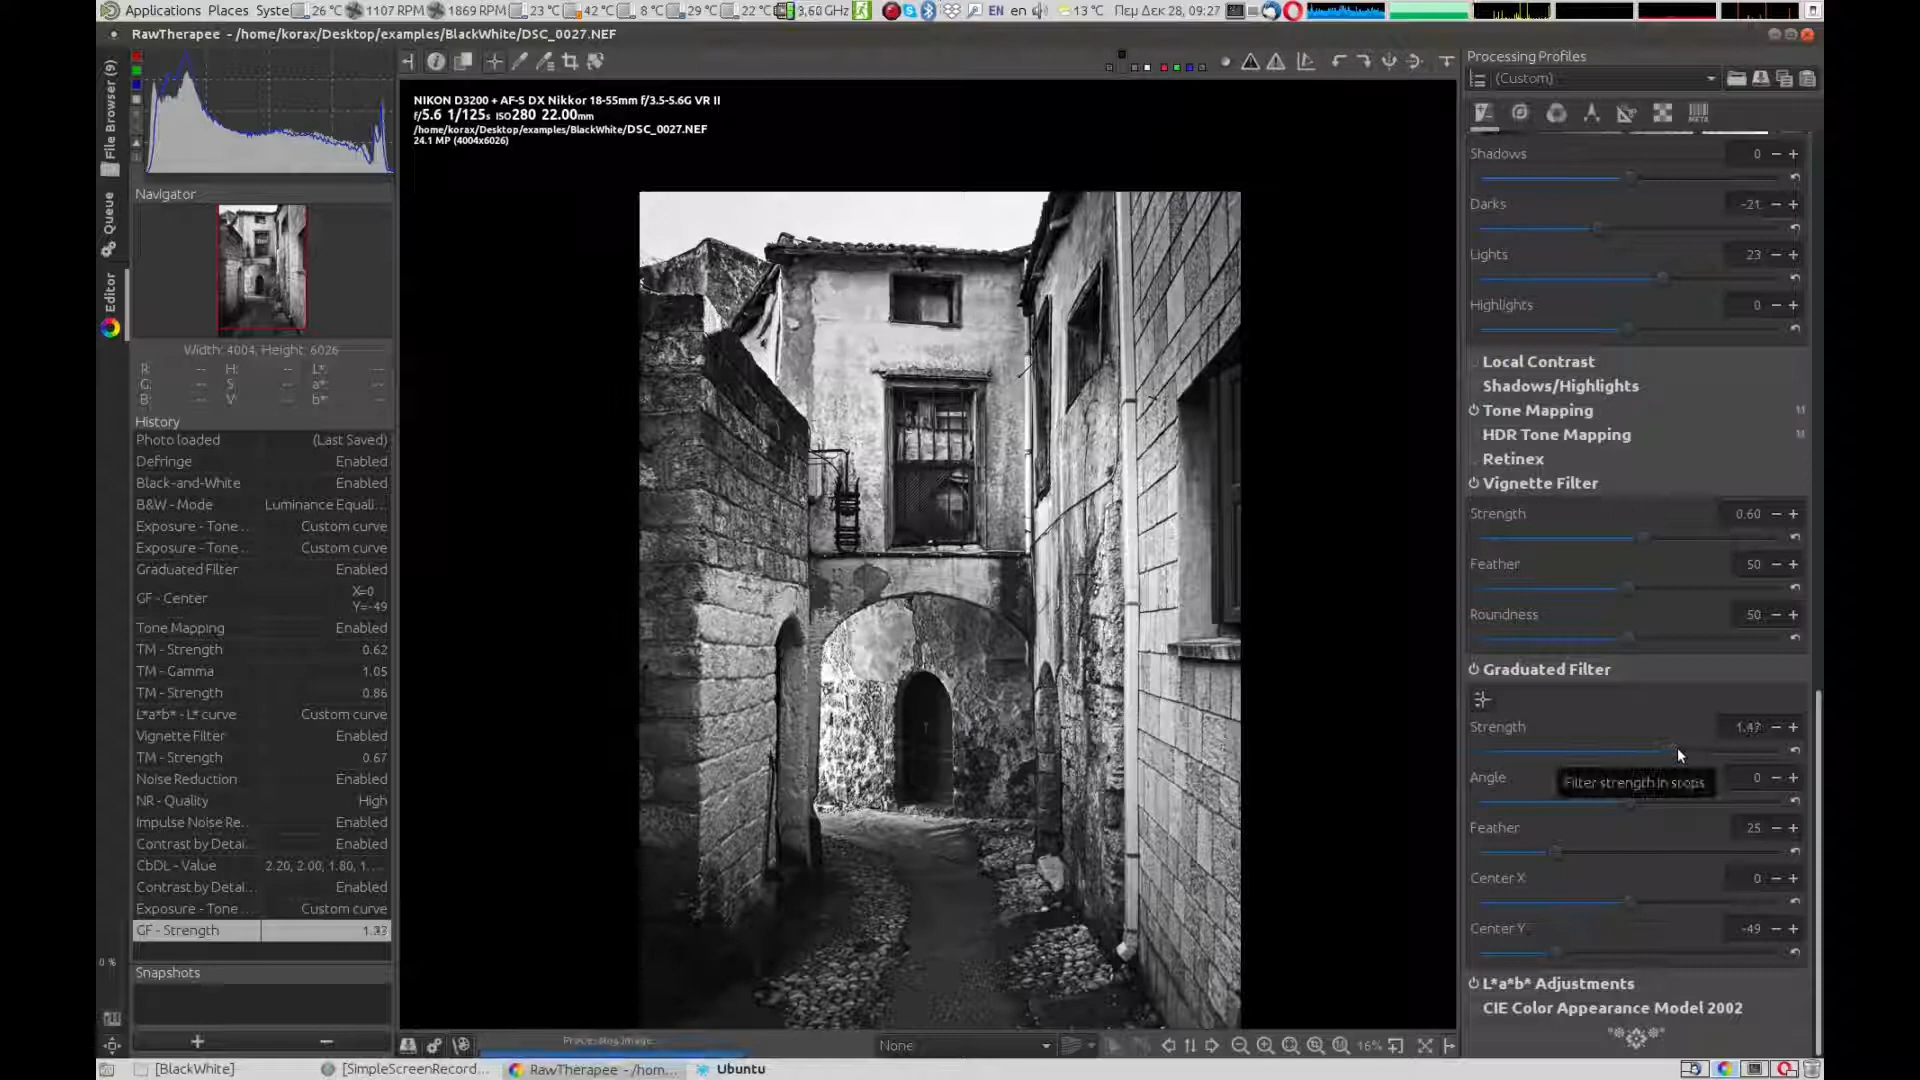 Applications Places Syste 26 °C 1107 RPM 1869 RPM 23 °C 42 °C 8 °C 29 °C 22 °C 3,60 GHz EN en 13 °C Πεμ Δεκ 28, 09:27
RawTherapee - /home/korax/Desktop/examples/BlackWhite/DSC_0027.NEF
File Browser (9)
Queue
Editor
Navigator
Width: 4004, Height: 6026
R: -- H: -- L*: --
G: -- S: -- a*: --
B: -- V: -- b*: --
History
Photo loaded (Last Saved)
Defringe Enabled
Black-and-White Enabled
B&W - Mode Luminance Equali...
Exposure - Tone... Custom curve
Exposure - Tone... Custom curve
Graduated Filter Enabled
GF - Center X=0
Y=-49
Tone Mapping Enabled
TM - Strength 0.62
TM - Gamma 1.05
TM - Strength 0.86
L*a*b* - L* curve Custom curve
Vignette Filter Enabled
TM - Strength 0.67
Noise Reduction Enabled
NR - Quality High
Impulse Noise Re... Enabled
Contrast by Detai... Enabled
CbDL - Value 2.20, 2.00, 1.80, 1....
Contrast by Detai... Enabled
Exposure - Tone... Custom curve
GF - Strength
0 %
Snapshots
NIKON D3200 + AF-S DX Nikkor 18-55mm f/3.5-5.6G VR II
f/5.6 1/125s ISO280 22.00mm
/home/korax/Desktop/examples/BlackWhite/DSC_0027.NEF
24.1 MP (4004x6026)
Processing image...
None
16%
Processing Profiles
(Custom)
META
Shadows 0
Darks -21
Lights 23
Highlights 0
Local Contrast
Shadows/Highlights
Tone Mapping 1:1
HDR Tone Mapping 1:1
Retinex
Vignette Filter
Strength 0.60
Feather 50
Roundness 50
Graduated Filter
Strength
Angle 0
Filter strength in stops
Feather 25
Center X 0
Center Y -49
L*a*b* Adjustments
CIE Color Appearance Model 2002
[BlackWhite]
[SimpleScreenRecord...
RawTherapee - /hom...
Ubuntu